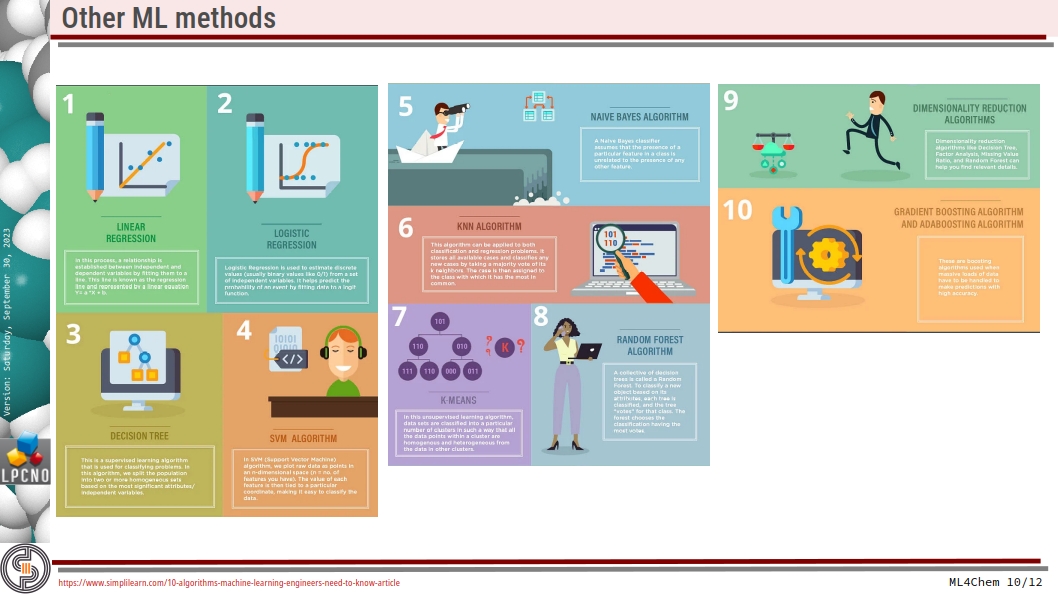 Other ML methods
1
LINEAR
REGRESSION
In this process, a relationship is
established between independent and
dependent variables by fitting them to a
line. This line is known as the regression
line and represented by a linear equation
Y= a *X + b.
2
LOGISTIC
REGRESSION
Logistic Regression is used to estimate discrete
values (usually binary values like 0/1) from a set
of independent variables. It helps predict the
probability of an event by fitting data to a logit
function.
3
DECISION TREE
This is a supervised learning algorithm
that is used for classifying problems. In
this algorithm, we split the population
into two or more homogeneous sets
based on the most significant attributes/
independent variables.
4
01011
0101
</>
SVM ALGORITHM
In SVM (Support Vector Machine)
algorithm, we plot raw data as points in
an n-dimensional space (n = no. of
features you have). The value of each
feature is then tied to a particular
coordinate, making it easy to classify the
data.
5
NAIVE BAYES ALGORITHM
A Naive Bayes classifier
assumes that the presence of a
particular feature in a class is
unrelated to the presence of any
other feature.
6
KNN ALGORITHM
This algorithm can be applied to both
classification and regression problems. It
stores all available cases and classifies any
new cases by taking a majority vote of its
k neighbors. The case is then assigned to
the class with which it has the most in
common.
101
110
7
101
110 010
111 110 000 011
? K ?
K-MEANS
In this unsupervised learning algorithm,
data sets are classified into a particular
number of clusters in such a way that all
the data points within a cluster are
homogenous and heterogeneous from
the data in other clusters.
8
RANDOM FOREST
ALGORITHM
A collective of decision
trees is called a Random
Forest. To classify a new
object based on its
attributes, each tree is
classified, and the tree
"votes" for that class. The
forest chooses the
classification having the
most votes.
9
DIMENSIONALITY REDUCTION
ALGORITHMS
Dimensionality reduction
algorithms like Decision Tree,
Factor Analysis, Missing Value
Ratio, and Random Forest can
help you find relevant details.
10
GRADIENT BOOSTING ALGORITHM
AND ADABOOSTING ALGORITHM
These are boosting
algorithms used when
massive loads of data
have to be handled to
make predictions with
high accuracy.
Version: Saturday, September 30, 2023
LPCNO
https://www.simplilearn.com/10-algorithms-machine-learning-engineers-need-to-know-article
ML4Chem 10/12